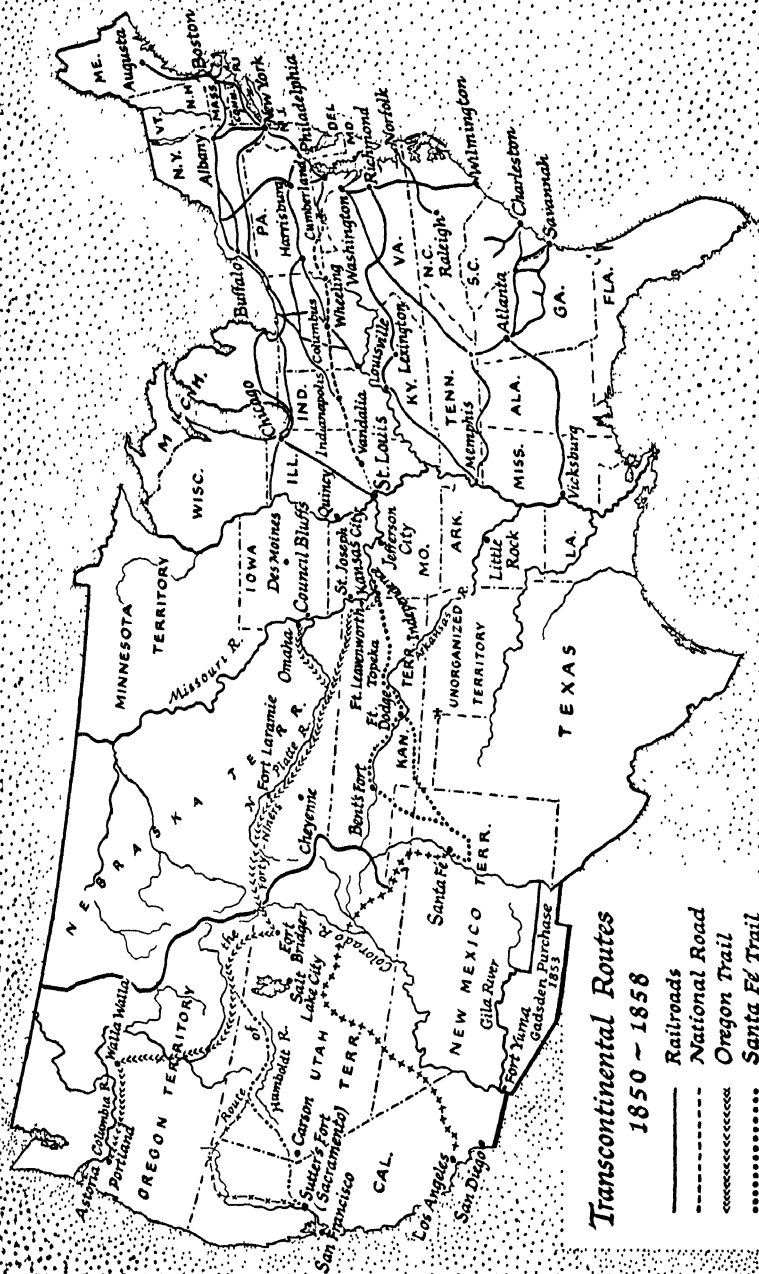 Transcontinental Routes
1850 ~ 1858
Railroads
National Road
Oregon Trail
Santa Fé Trail
ME.
Augusta
VT.
N.H.
Boston
MASS.
CONN.
R.I.
N.Y.
Albany
New York
N.J.
Buffalo
PA.
Harrisburg
Philadelphia
DEL
MD.
Cumberland
Washington
Richmond
Norfolk
Wheeling
VA.
N.C.
Raleigh
Wilmington
S.C.
Charleston
Savannah
Atlanta
GA.
FLA.
MICH.
Chicago
WISC.
ILL.
IND.
Indianapolis
Columbus
Vandalia
Louisville
Lexington
KY.
TENN.
Memphis
ALA.
MISS.
Vicksburg
St. Louis
Quincy
MINNESOTA
TERRITORY
IOWA
Des Moines
Council Bluffs
Omaha
St. Joseph
Kansas City
Jefferson
City
MO.
ARK.
Little
Rock
LA.
Missouri R.
NEBRASKA TERR.
Fort Laramie
Platte R.
Cheyenne
Ft. Leavenworth
Topeka
Ft.
Dodge
KAN. TERR.
Bent's Fort
Arkansas
UNORGANIZED
TERRITORY
TEXAS
Santa Fé
NEW MEXICO TERR.
Gila River
Fort Yuma
Gadsden Purchase
1853
Colorado R.
Route of the Forty Niners
Fort
Bridger
Salt
Lake City
UTAH
TERR.
Humboldt R.
Carson
Sutter's Fort
(Sacramento)
San Francisco
CAL.
Los Angeles
San Diego
OREGON TERRITORY
Astoria
Columbia R.
Portland
Walla Walla